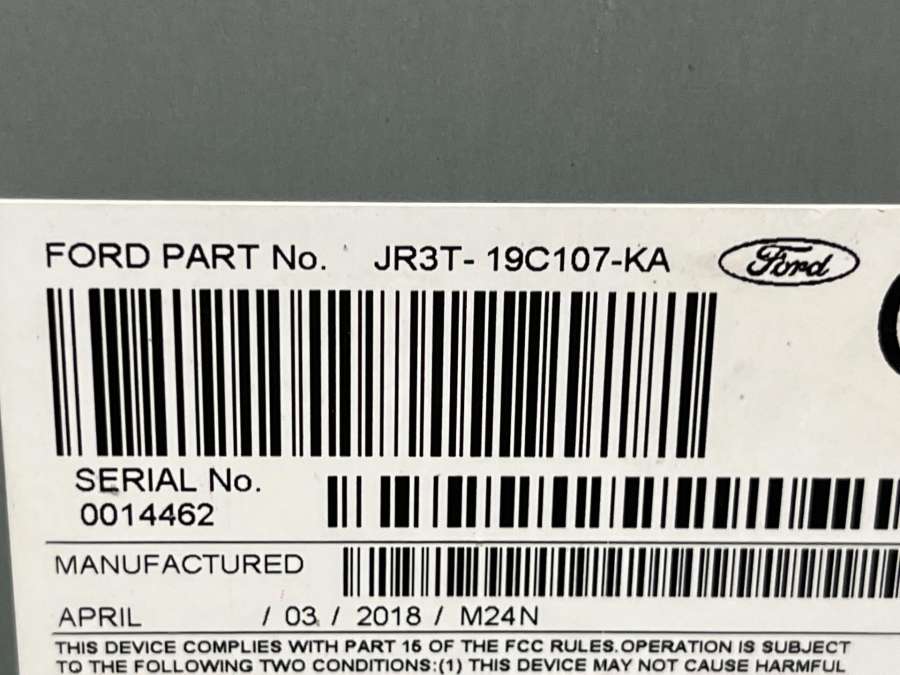 FORD PART No. JR3T- 19C107-KA Ford
SERIAL No.
0014462
MANUFACTURED
APRIL / 03 / 2018 / M24N
THIS DEVICE COMPLIES WITH PART 15 OF THE FCC RULES.OPERATION IS SUBJECT
TO THE FOLLOWING TWO CONDITIONS:(1) THIS DEVICE MAY NOT CAUSE HARMFUL